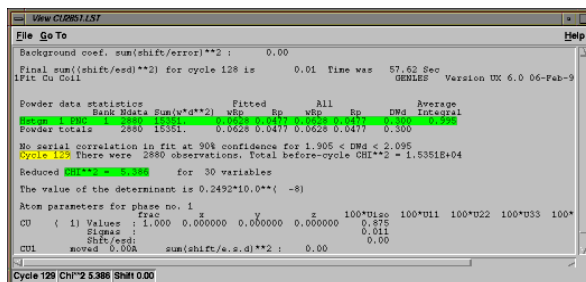 View CU2851.LST
File Go To Help
Background coef. sum(shift/error)**2 : 0.00
Final sum((shift/esd)**2) for cycle 128 is 0.01 Time was 57.62 Sec
1Fit Cu Coil GENLES Version UX 6.0 06-Feb-9
Powder data statistics Fitted All Average
Bank Ndata Sum(w*d**2) wRp Rp wRp Rp DWd Integral
Hstgm 1 PNC 1 2880 15351. 0.0628 0.0477 0.0628 0.0477 0.300 0.995
Powder totals 2880 15351. 0.0628 0.0477 0.0628 0.0477 0.300
No serial correlation in fit at 90% confidence for 1.905 < DWd < 2.095
Cycle 129 There were 2880 observations. Total before-cycle CHI**2 = 1.5351E+04
Reduced CHI**2 = 5.386 for 30 variables
The value of the determinant is 0.2492*10.0**( -8)
Atom parameters for phase no. 1
frac x y z 100*Uiso 100*U11 100*U22 100*U33 100*
CU ( 1) Values : 1.000 0.000000 0.000000 0.000000 0.875
Sigmas : 0.011
Shft/esd: 0.00
CU1 moved 0.00A sum(shift/e.s.d)**2 : 0.00
Cycle 129 Chi**2 5.386 Shift 0.00